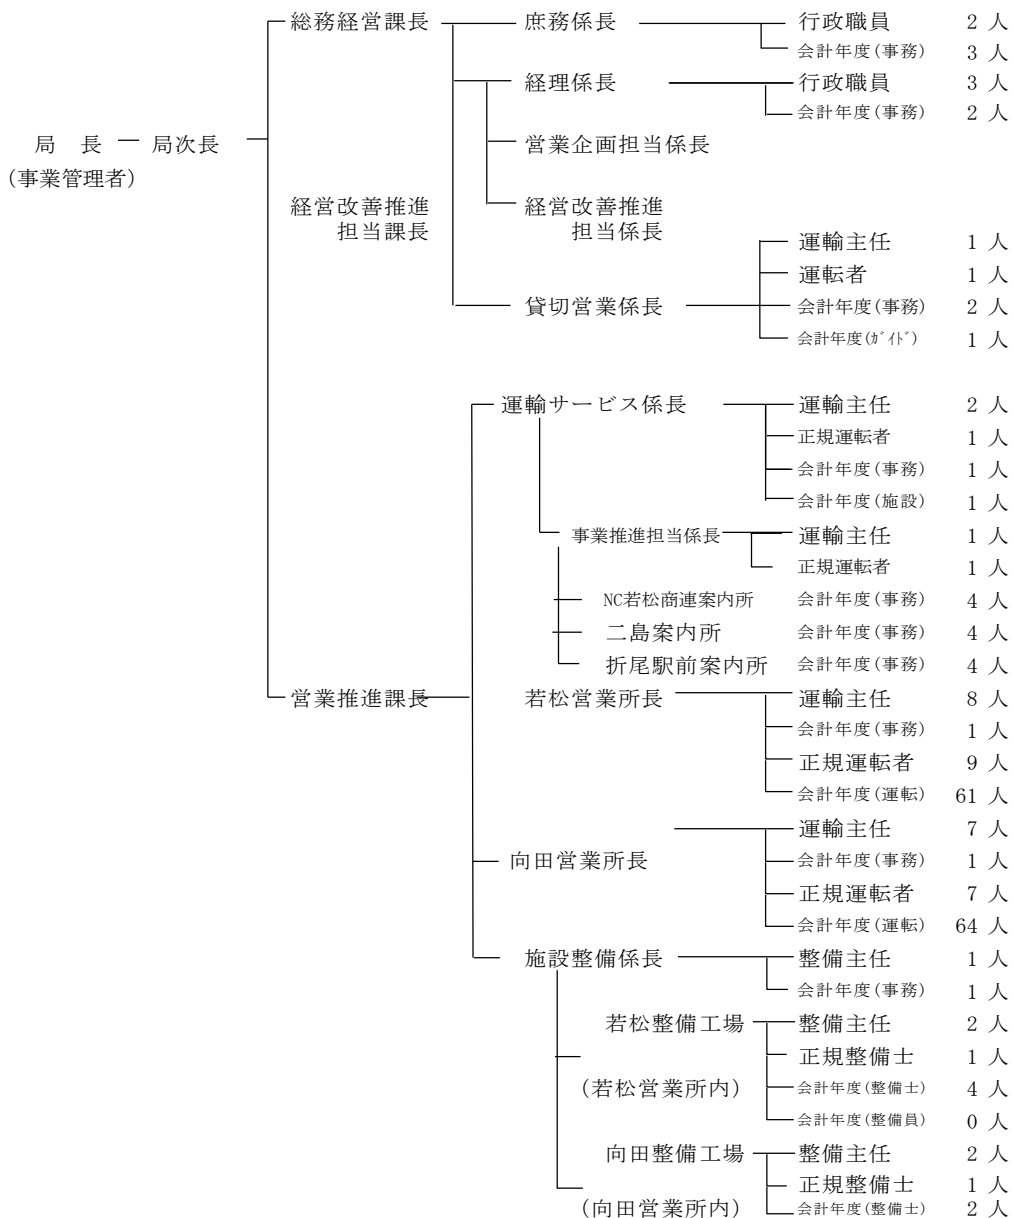 総務経営課長 庶務係長 行政職員 2 人
会計年度(事務) 3 人
経理係長 行政職員 3 人
会計年度(事務) 2 人
局 長 局次長 営業企画担当係長
(事業管理者)
経営改善推進 経営改善推進
担当課長 担当係長
運輸主任 1 人
運転者 1 人
貸切営業係長 会計年度(事務) 2 人
会計年度(ｶﾞｲﾄﾞ) 1 人
運輸サービス係長 運輸主任 2 人
正規運転者 1 人
会計年度(事務) 1 人
会計年度(施設) 1 人
事業推進担当係長 運輸主任 1 人
正規運転者 1 人
NC若松商連案内所 会計年度(事務) 4 人
二島案内所 会計年度(事務) 4 人
折尾駅前案内所 会計年度(事務) 4 人
営業推進課長 若松営業所長 運輸主任 8 人
会計年度(事務) 1 人
正規運転者 9 人
会計年度(運転) 61 人
運輸主任 7 人
向田営業所長 会計年度(事務) 1 人
正規運転者 7 人
会計年度(運転) 64 人
施設整備係長 整備主任 1 人
会計年度(事務) 1 人
若松整備工場 整備主任 2 人
正規整備士 1 人
(若松営業所内) 会計年度(整備士) 4 人
会計年度(整備員) 0 人
向田整備工場 整備主任 2 人
正規整備士 1 人
(向田営業所内) 会計年度(整備士) 2 人